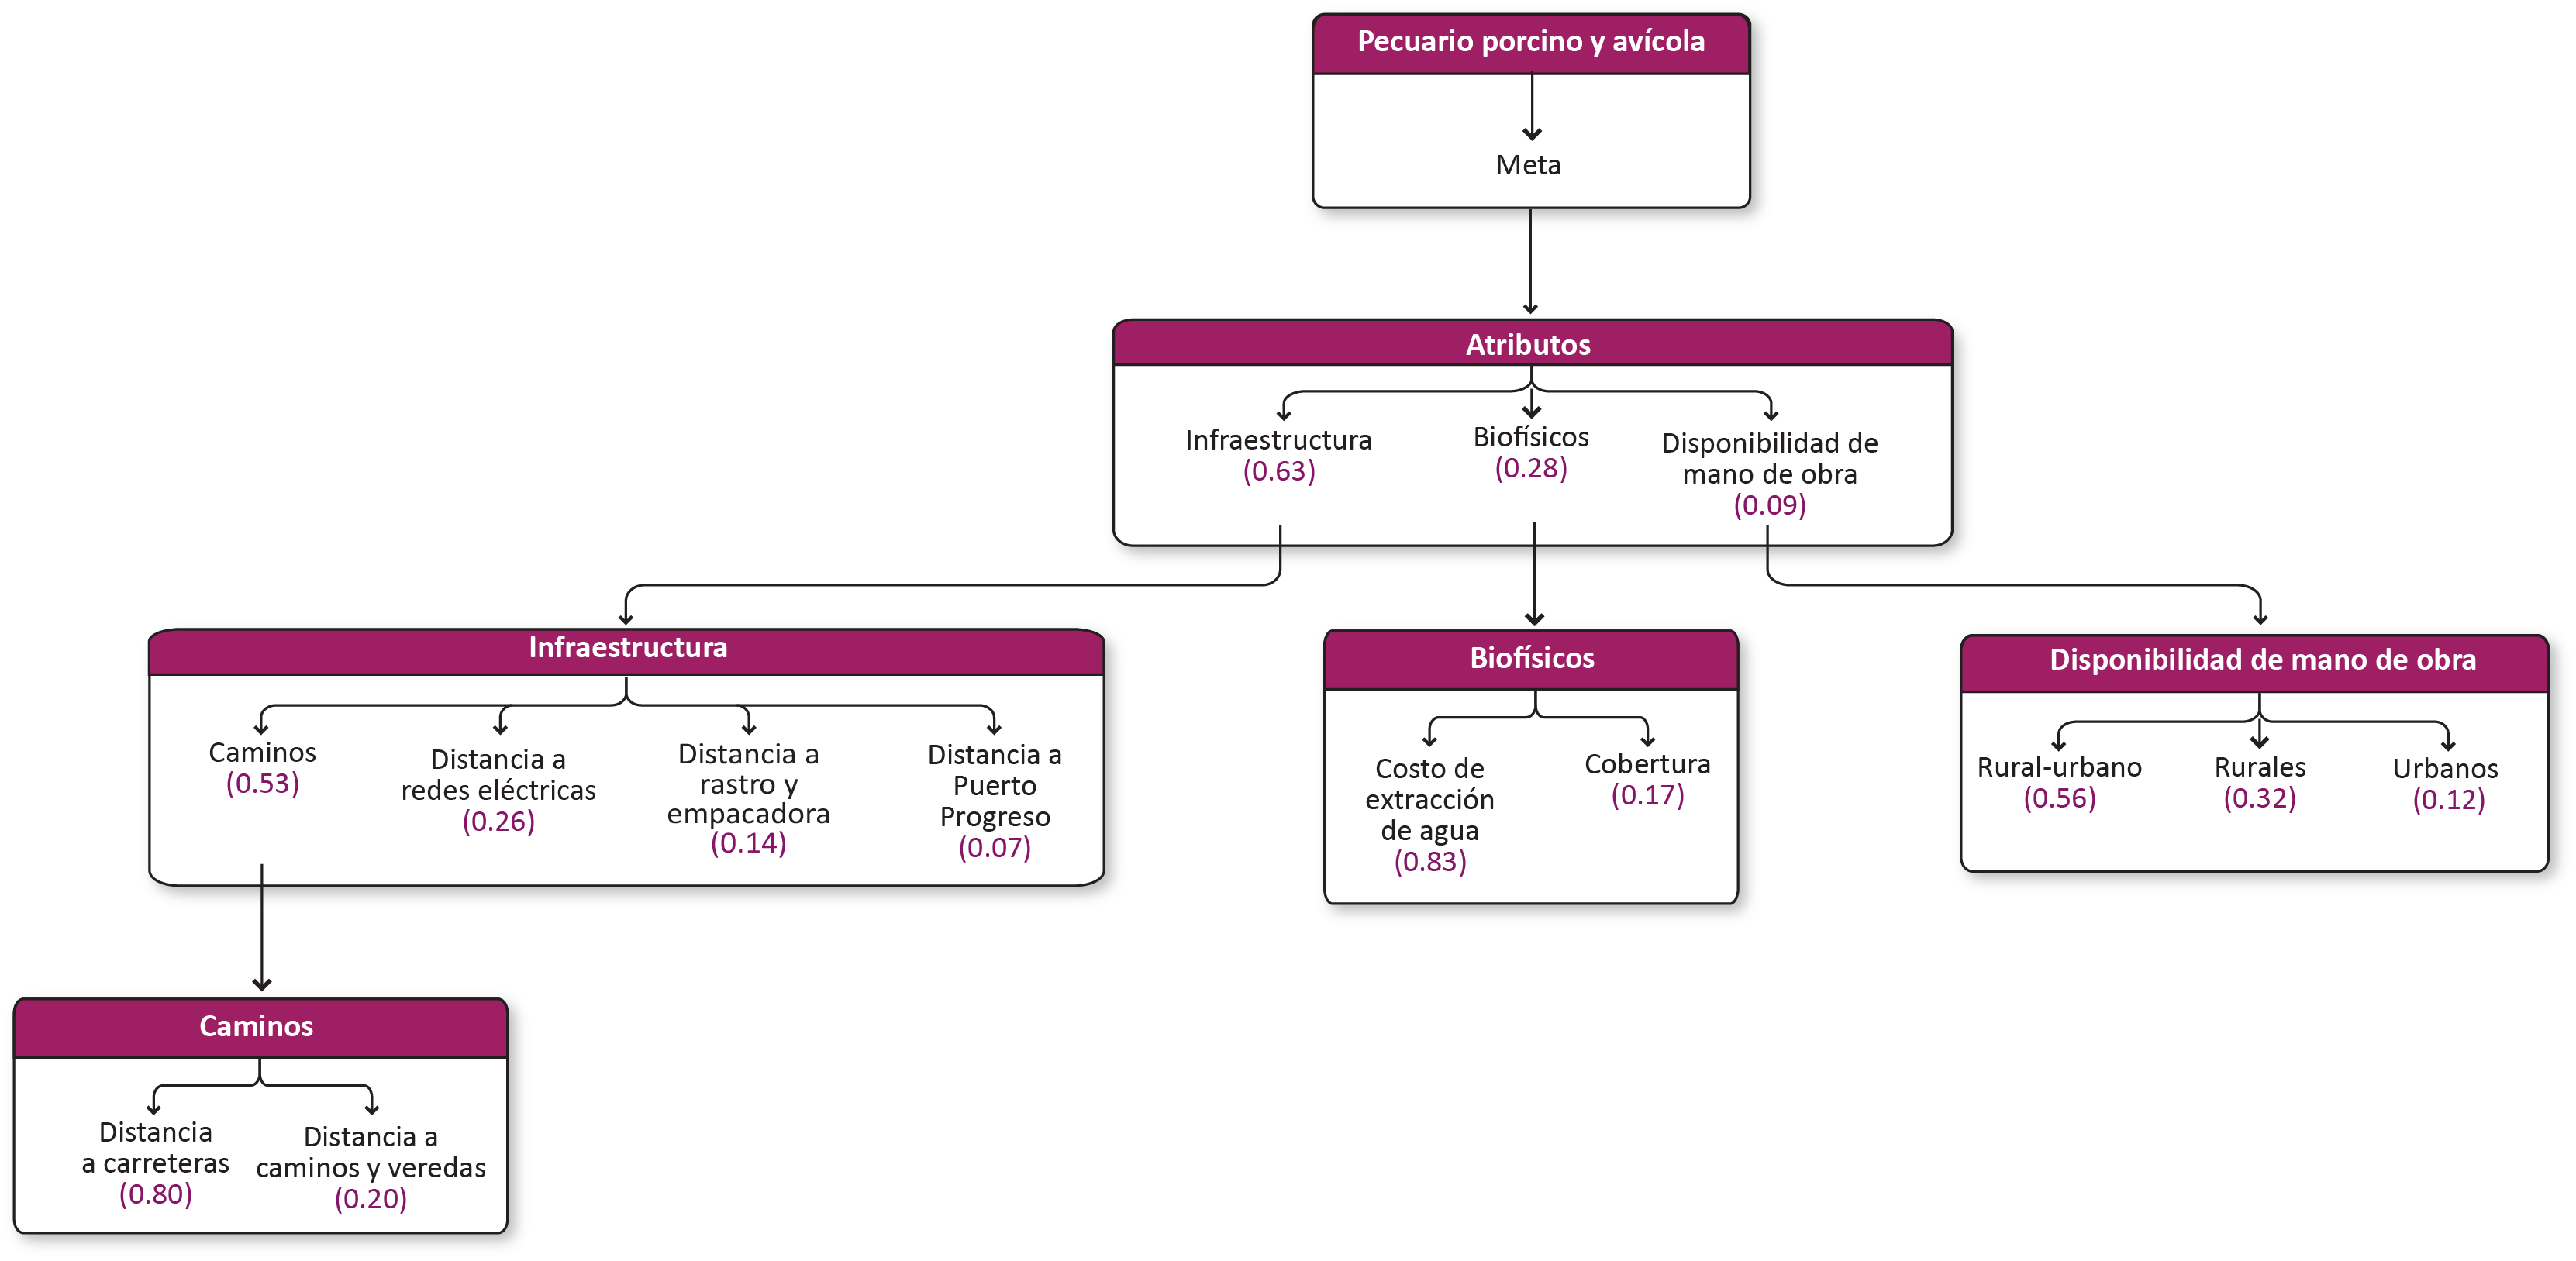 Pecuario porcino y avícola
Meta
Atributos
Infraestructura
(0.63)
Biofísicos
(0.28)
Disponibilidad de
mano de obra
(0.09)
Infraestructura
Caminos
(0.53)
Distancia a
redes eléctricas
(0.26)
Distancia a
rastro y
empacadora
(0.14)
Distancia a
Puerto
Progreso
(0.07)
Biofísicos
Costo de
extracción
de agua
(0.83)
Cobertura
(0.17)
Disponibilidad de mano de obra
Rural-urbano
(0.56)
Rurales
(0.32)
Urbanos
(0.12)
Caminos
Distancia
a carreteras
(0.80)
Distancia a
caminos y veredas
(0.20)